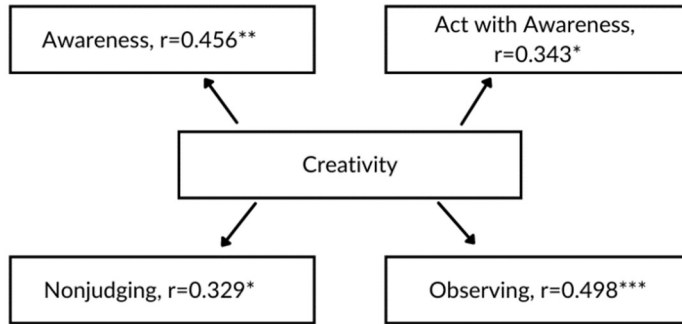 Awareness, r=0.456**
Act with Awareness,
r=0.343*
Creativity
Nonjudging, r=0.329*
Observing, r=0.498***